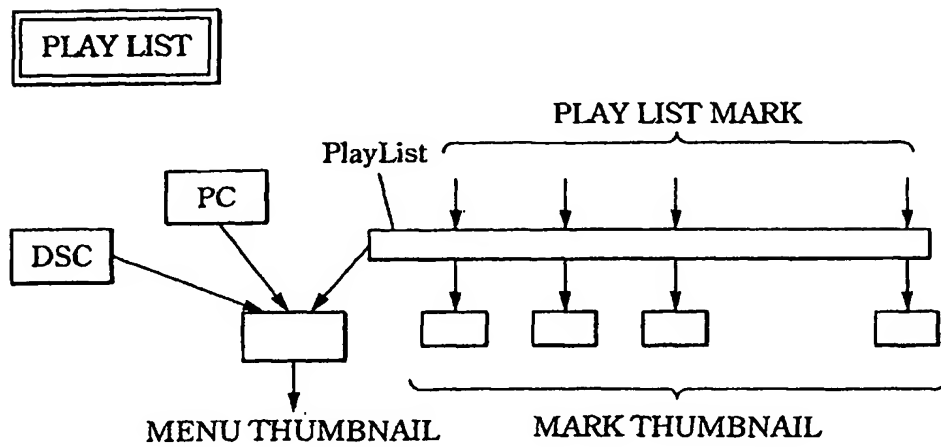 PLAY LIST
PLAY LIST MARK
PlayList
PC
DSC
MENU THUMBNAIL
MARK THUMBNAIL